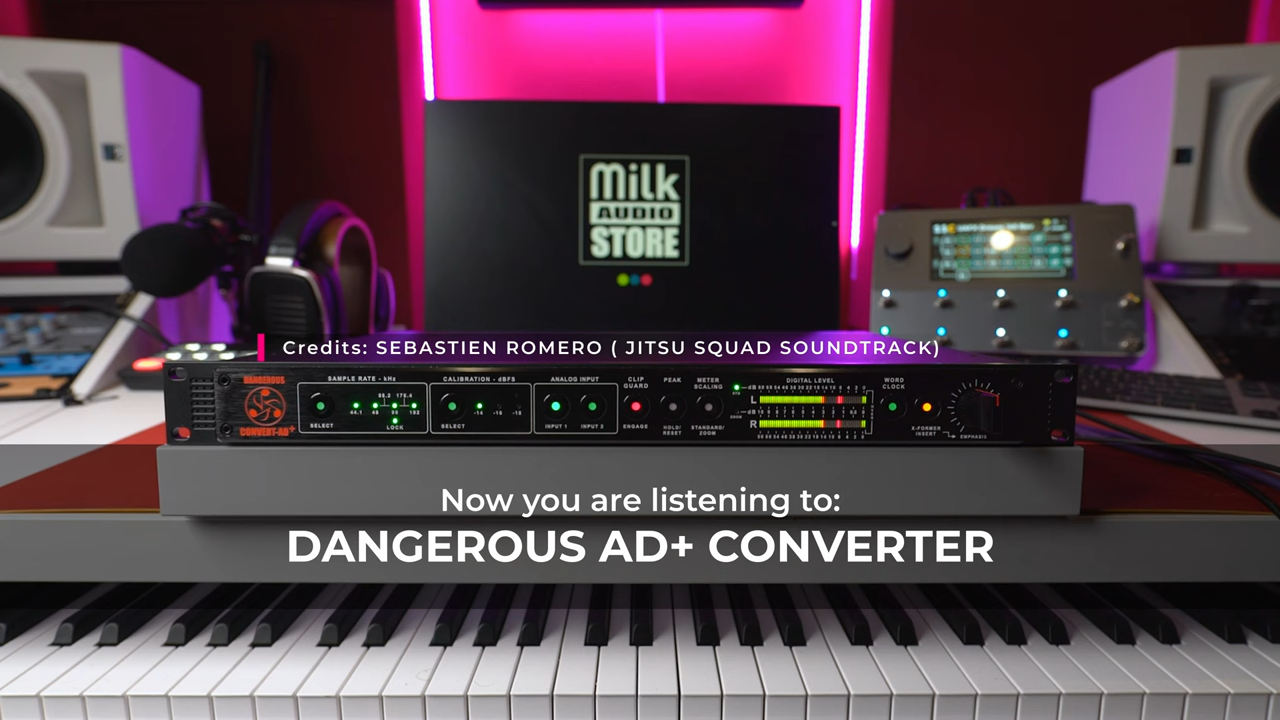 Milk
AUDIO
STORE
Credits: SEBASTIEN ROMERO ( JITSU SQUAD SOUNDTRACK)
DANGEROUS
CONVERT-AD+
SAMPLE RATE - kHz
88.2 176.4
44.1 48 96 192
SELECT LOCK
CALIBRATION - dBFS
-14 -16 -18
SELECT
ANALOG INPUT
INPUT 1 INPUT 2
CLIP
GUARD
ENGAGE
PEAK
HOLD/
RESET
METER
SCALING
STANDARD/
ZOOM
DIGITAL LEVEL
L
R
WORD
CLOCK
X-FORMER
INSERT
EMPHASIS
Now you are listening to:
DANGEROUS AD+ CONVERTER